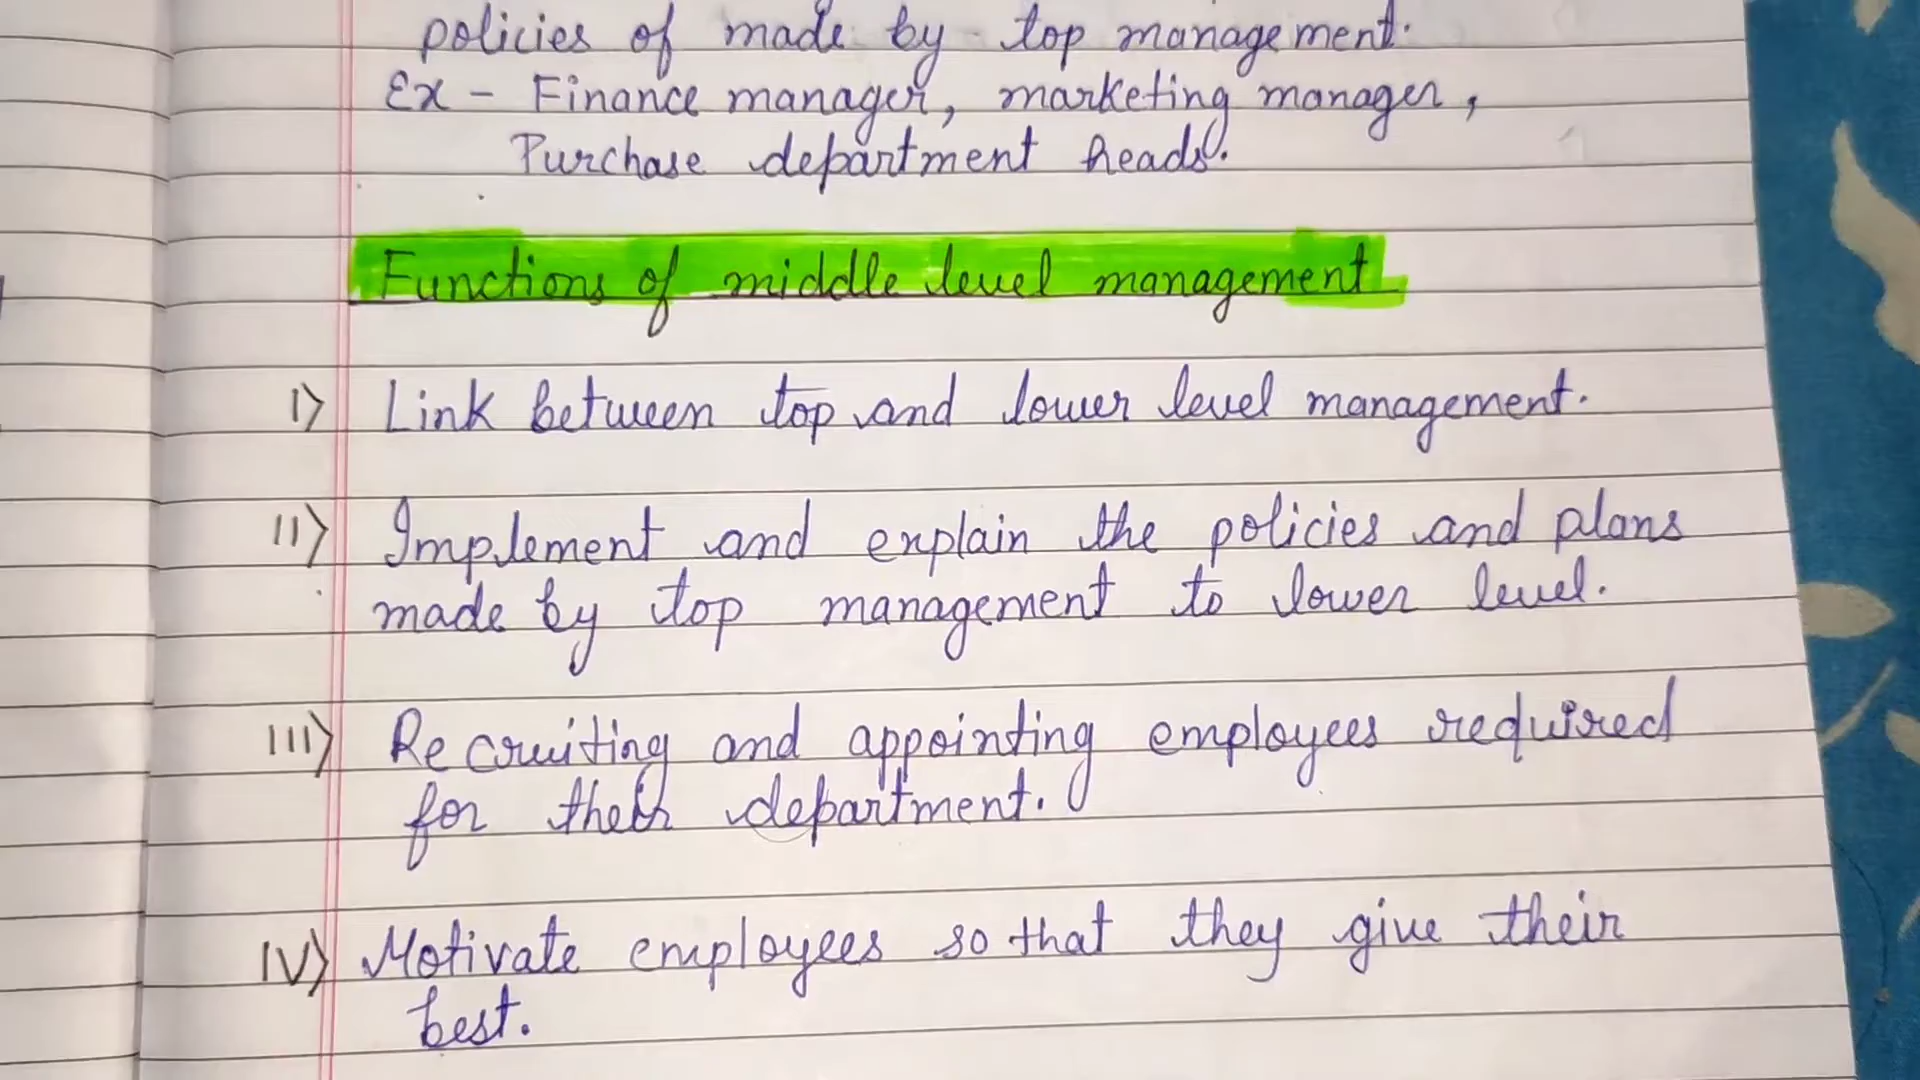 policies of made by top management.
Ex - Finance manager, marketing manager,
Purchase department heads.
Functions of middle level management
I) Link between top and lower level management.
II) Implement and explain the policies and plans
made by top management to lower level.
III) Recruiting and appointing employees required
for their department.
IV) Motivate employees so that they give their
best.